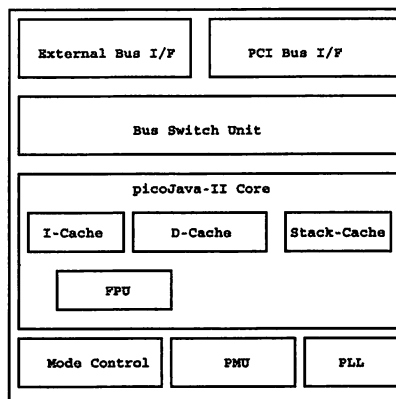 External Bus I/F PCI Bus I/F
Bus Switch Unit
picoJava-II Core
I-Cache D-Cache Stack-Cache
FPU
Mode Control PMU PLL